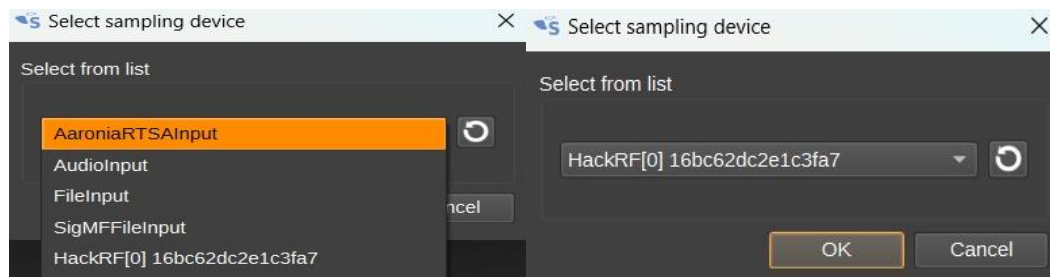 Select sampling device
Select from list
AaroniaRTSAInput
AudioInput
FileInput
SigMFFileInput
ncel
HackRF[0] 16bc62dc2e1c3fa7
Select sampling device
Select from list
HackRF[0] 16bc62dc2e1c3fa7
OK Cancel